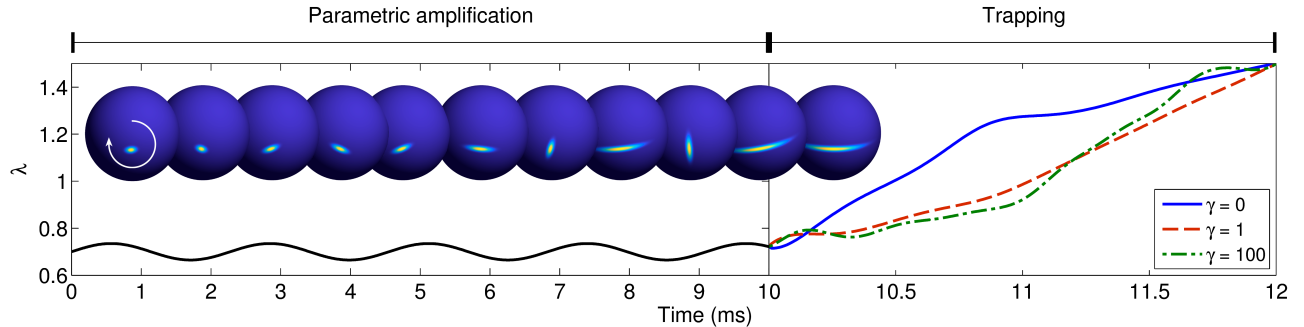 Parametric amplification
Trapping
1.4
1.2
1
0.8
0.6
λ
γ = 0
γ = 1
γ = 100
0 1 2 3 4 5 6 7 8 9 10 10.5 11 11.5 12
Time (ms)